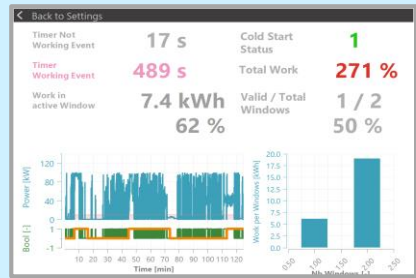 Back to Settings
Timer Not
Working Event
17 s
Cold Start
Status
1
Timer
Working Event
489 s
Total Work
271 %
Work in
active Window
7.4 kWh
62 %
Valid / Total
Windows
1 / 2
50 %
Power [kW]
120
80
40
0
Bool [-]
1
-1
10 20 30 40 50 60 70 80 90 100 110 120
Time (min)
Work per Windows [kWh]
20.0
17.5
15.0
12.5
10.0
7.5
5.0
2.5
0.0
0.50 1.00 1.50 2.00 2.50
Nb Windows [-]